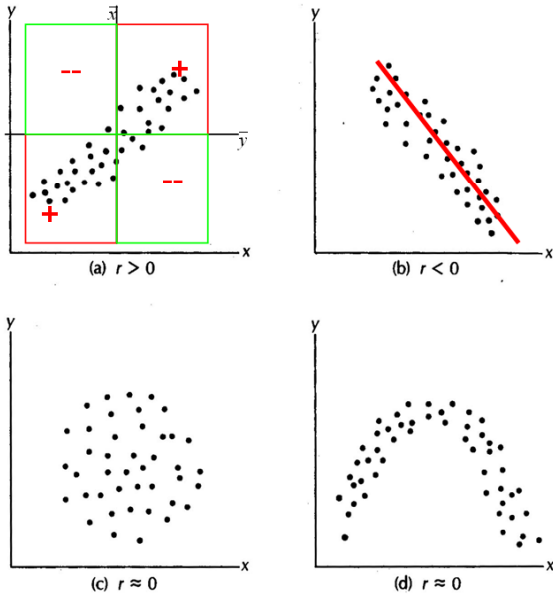 y x̄ y
-- +
ȳ
+ --
x x
(a) r > 0 (b) r < 0
y y
x x
(c) r ≈ 0 (d) r ≈ 0